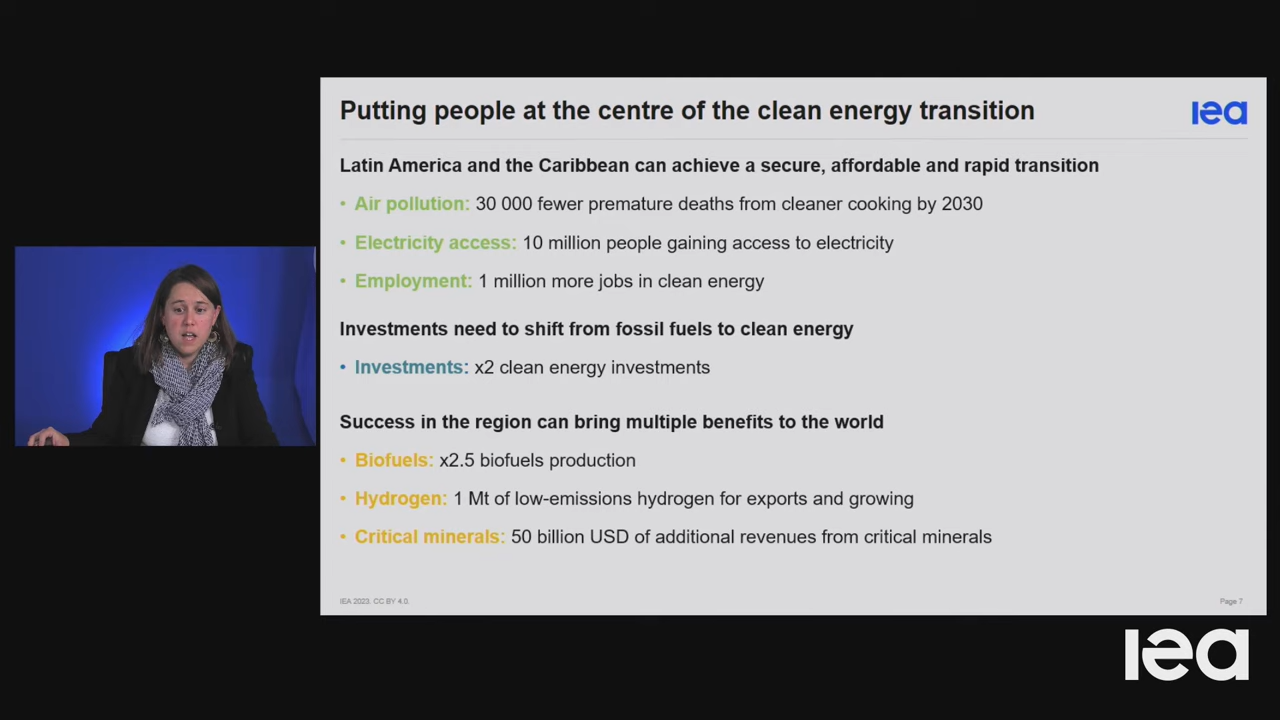 Putting people at the centre of the clean energy transition
iea
Latin America and the Caribbean can achieve a secure, affordable and rapid transition
• Air pollution: 30 000 fewer premature deaths from cleaner cooking by 2030
• Electricity access: 10 million people gaining access to electricity
• Employment: 1 million more jobs in clean energy
Investments need to shift from fossil fuels to clean energy
• Investments: x2 clean energy investments
Success in the region can bring multiple benefits to the world
• Biofuels: x2.5 biofuels production
• Hydrogen: 1 Mt of low-emissions hydrogen for exports and growing
• Critical minerals: 50 billion USD of additional revenues from critical minerals
IEA 2023. CC BY 4.0.
Page 7
iea